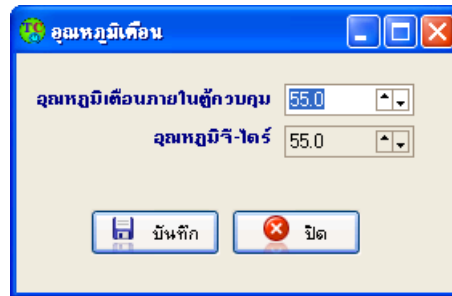 อุณหภูมิเตือน
อุณหภูมิเตือนภายในตู้ควบคุม 55.0
อุณหภูมิจี-ไดร์ 55.0
บันทึก ปิด